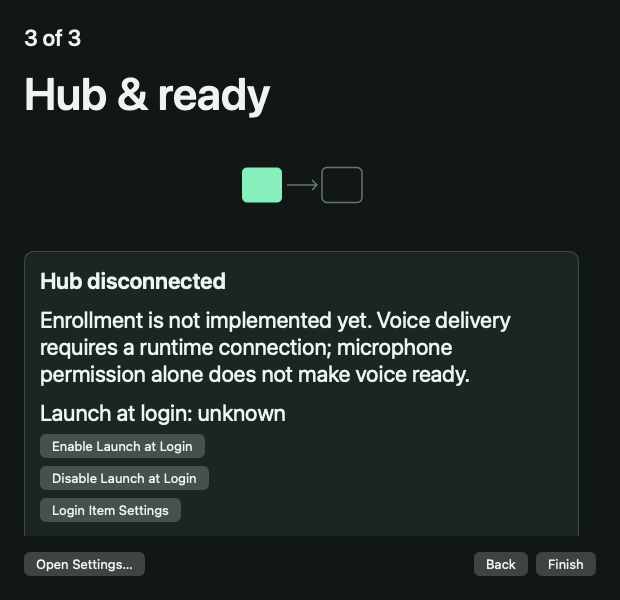 3 of 3
Hub & ready
Hub disconnected
Enrollment is not implemented yet. Voice delivery
requires a runtime connection; microphone
permission alone does not make voice ready.
Launch at login: unknown
Enable Launch at Login
Disable Launch at Login
Login Item Settings
Open Settings...
Back
Finish